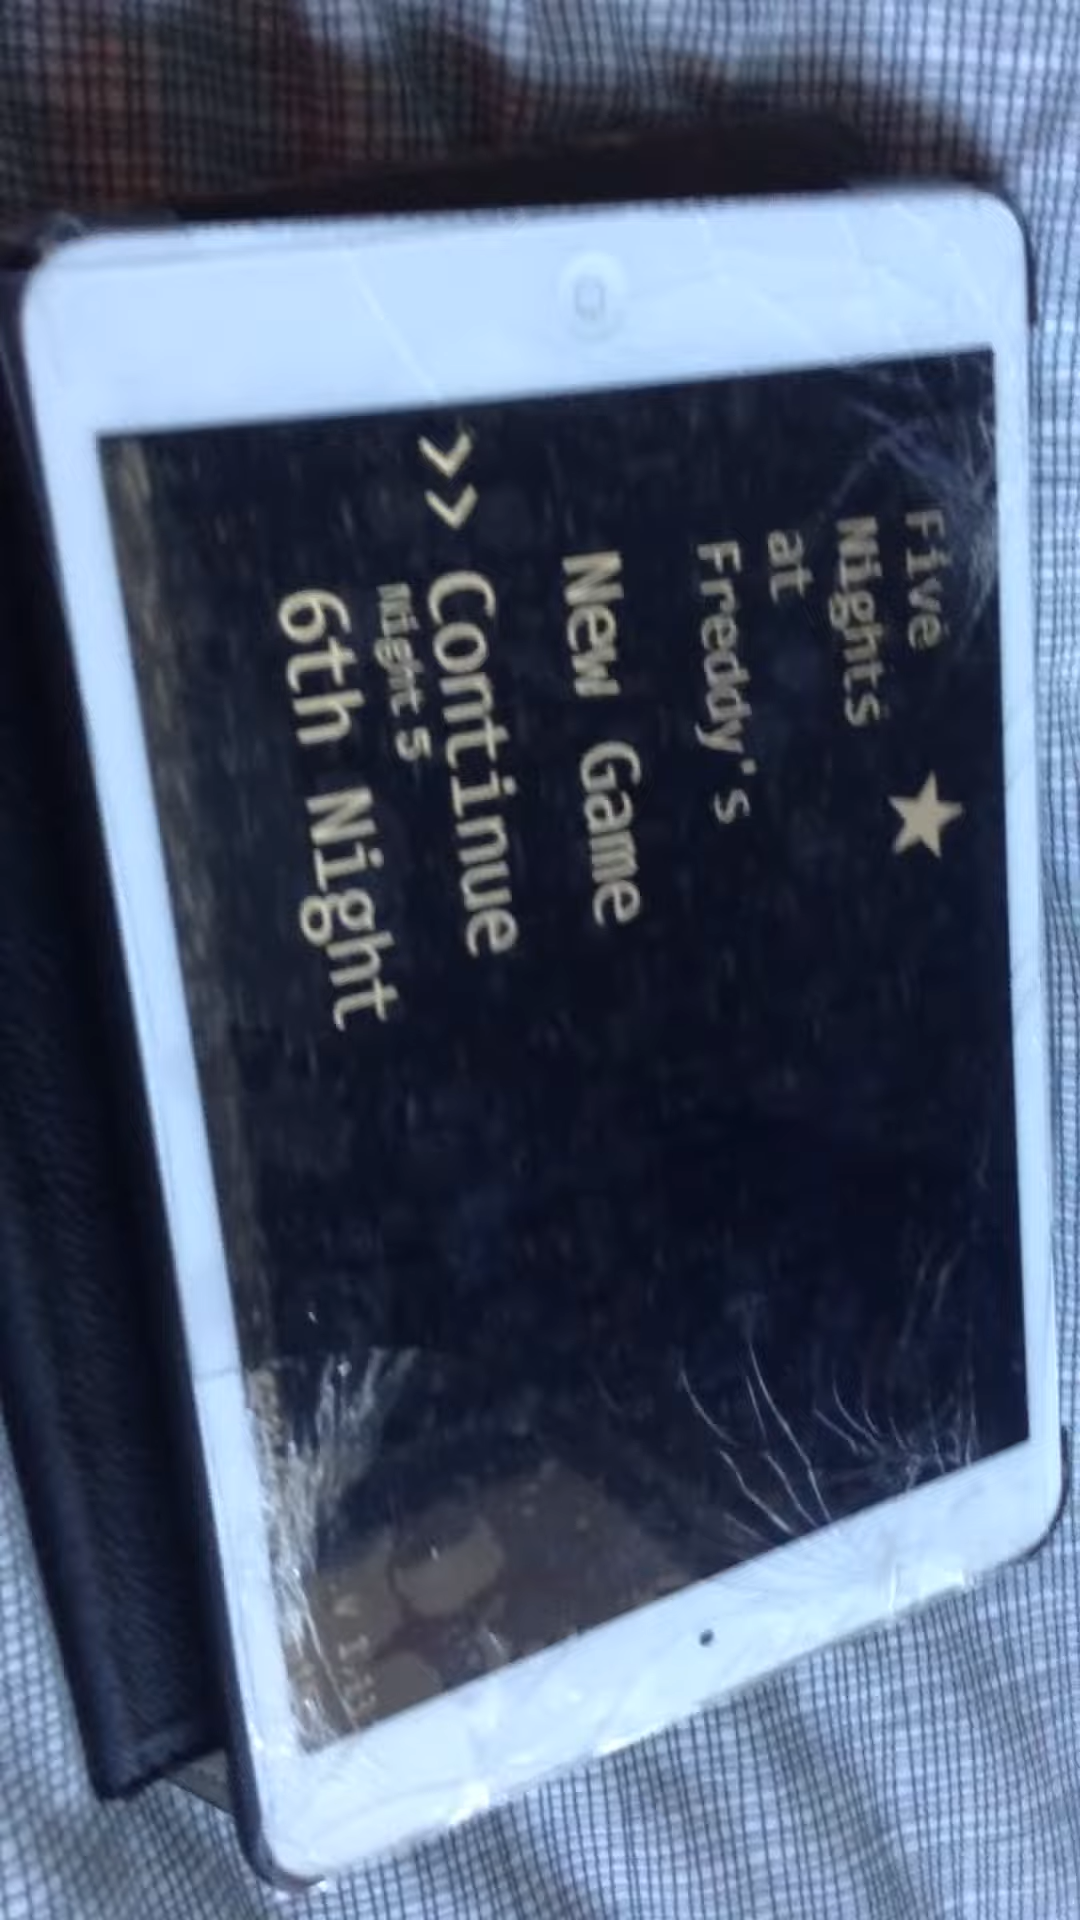 Five
Nights
at
Freddy's
New Game
>> Continue
Night 5
6th Night